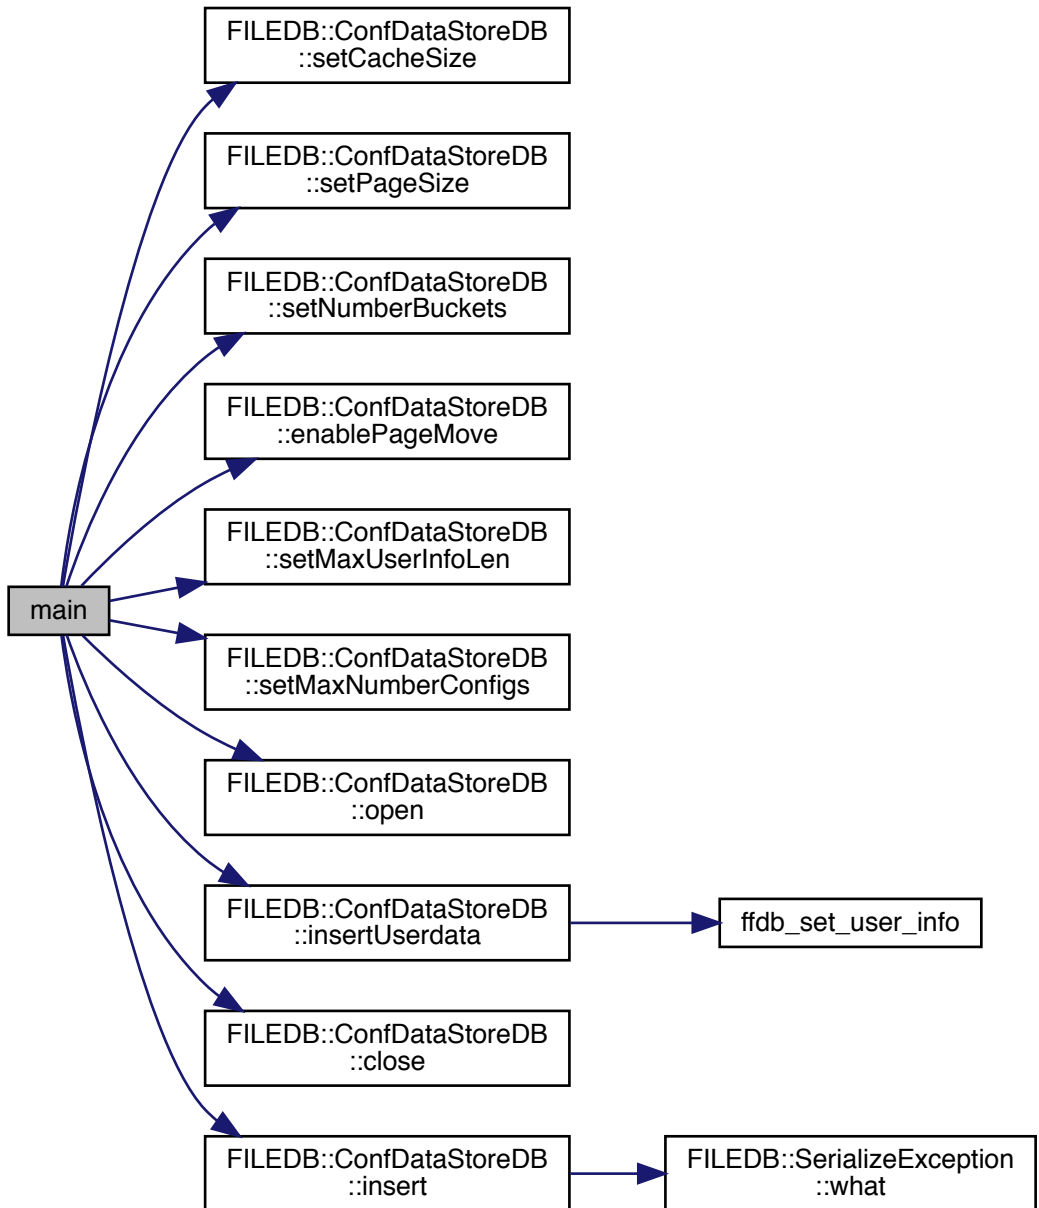 FILEDB::ConfDataStoreDB
::setCacheSize
FILEDB::ConfDataStoreDB
::setPageSize
FILEDB::ConfDataStoreDB
::setNumberBuckets
FILEDB::ConfDataStoreDB
::enablePageMove
FILEDB::ConfDataStoreDB
::setMaxUserInfoLen
main
FILEDB::ConfDataStoreDB
::setMaxNumberConfigs
FILEDB::ConfDataStoreDB
::open
FILEDB::ConfDataStoreDB
::insertUserdata
ffdb_set_user_info
FILEDB::ConfDataStoreDB
::close
FILEDB::ConfDataStoreDB
::insert
FILEDB::SerializeException
::what